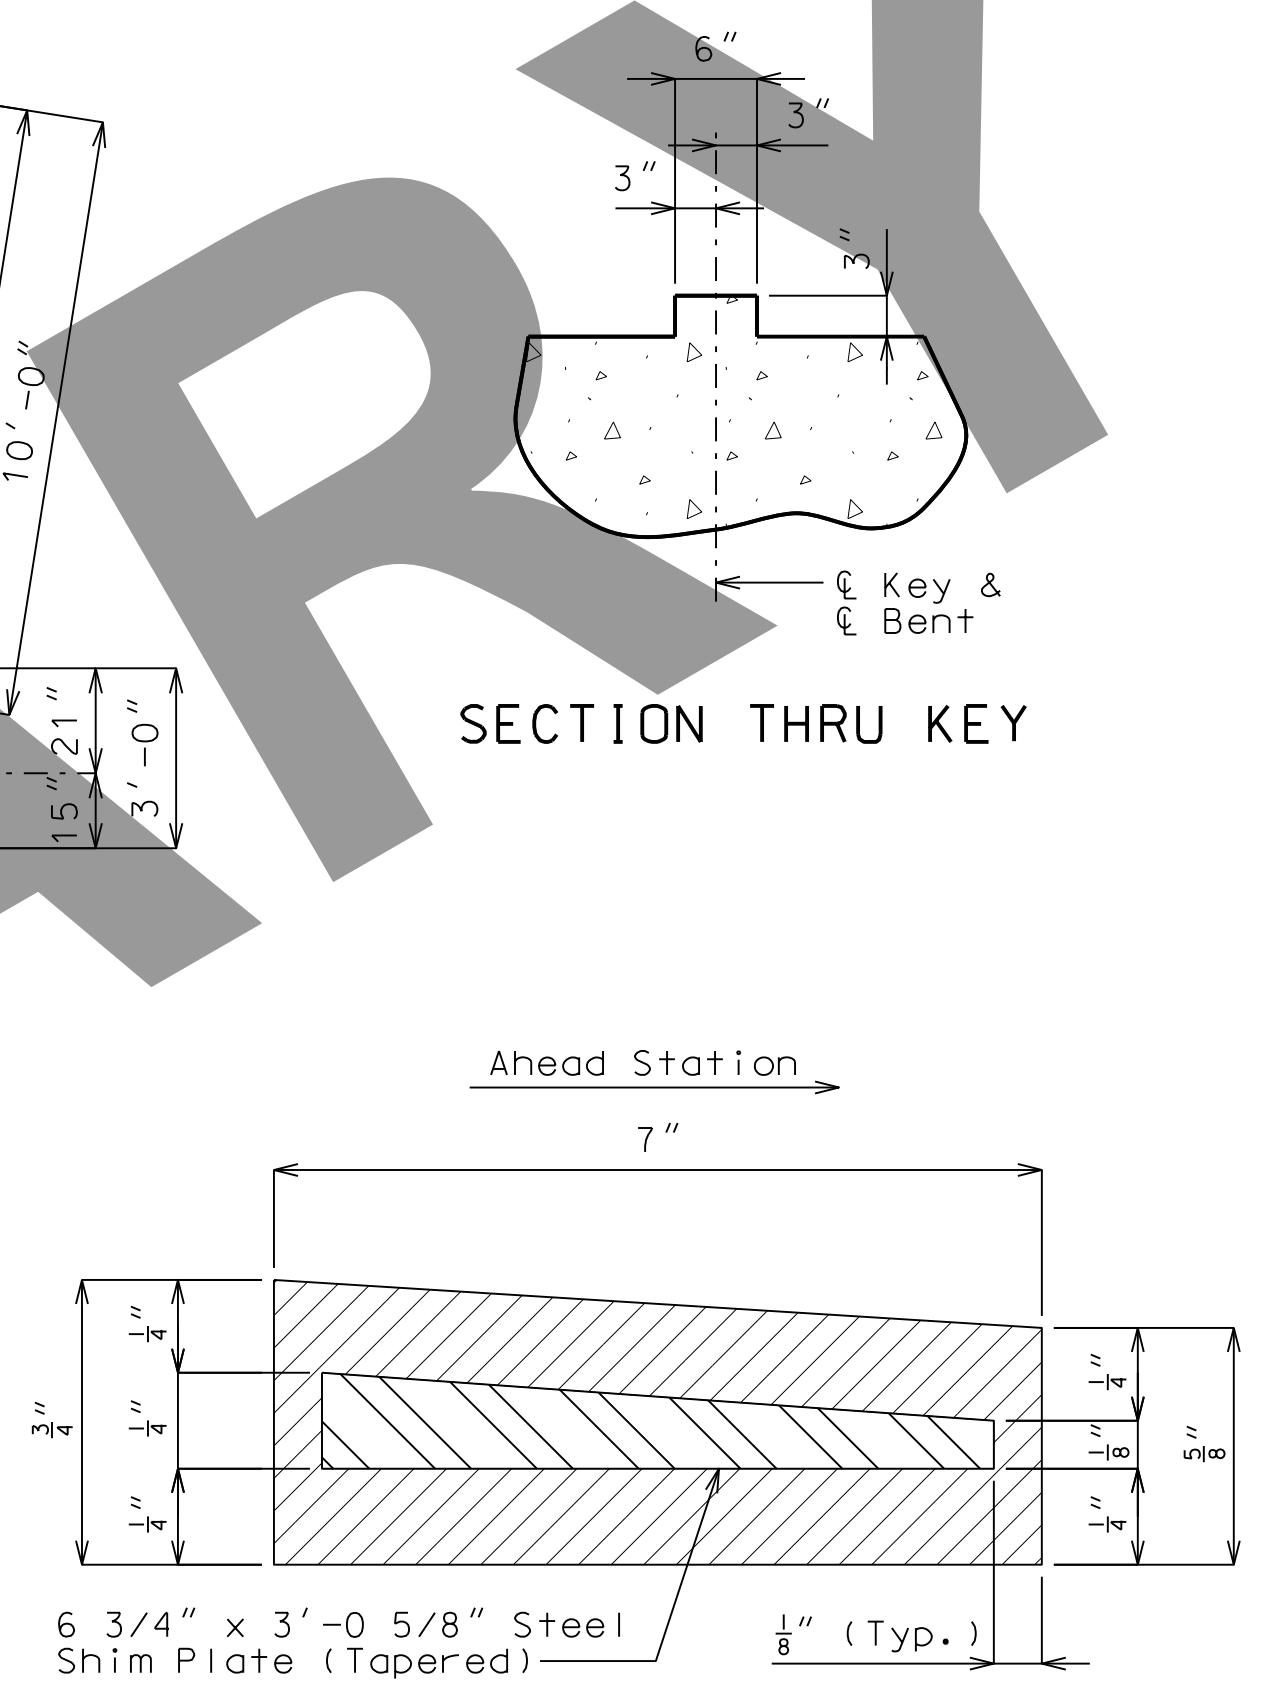 6"
3"
3"
3"
10'-0"
℄ Key &
℄ Bent
SECTION THRU KEY
21"
15"
3'-0"
RY
Ahead Station
7"
3/4"
1/4"
1/4"
1/4"
1/4"
1/8"
1/4"
5/8"
6 3/4" x 3'-0 5/8" Steel
Shim Plate (Tapered)
1/8" (Typ.)